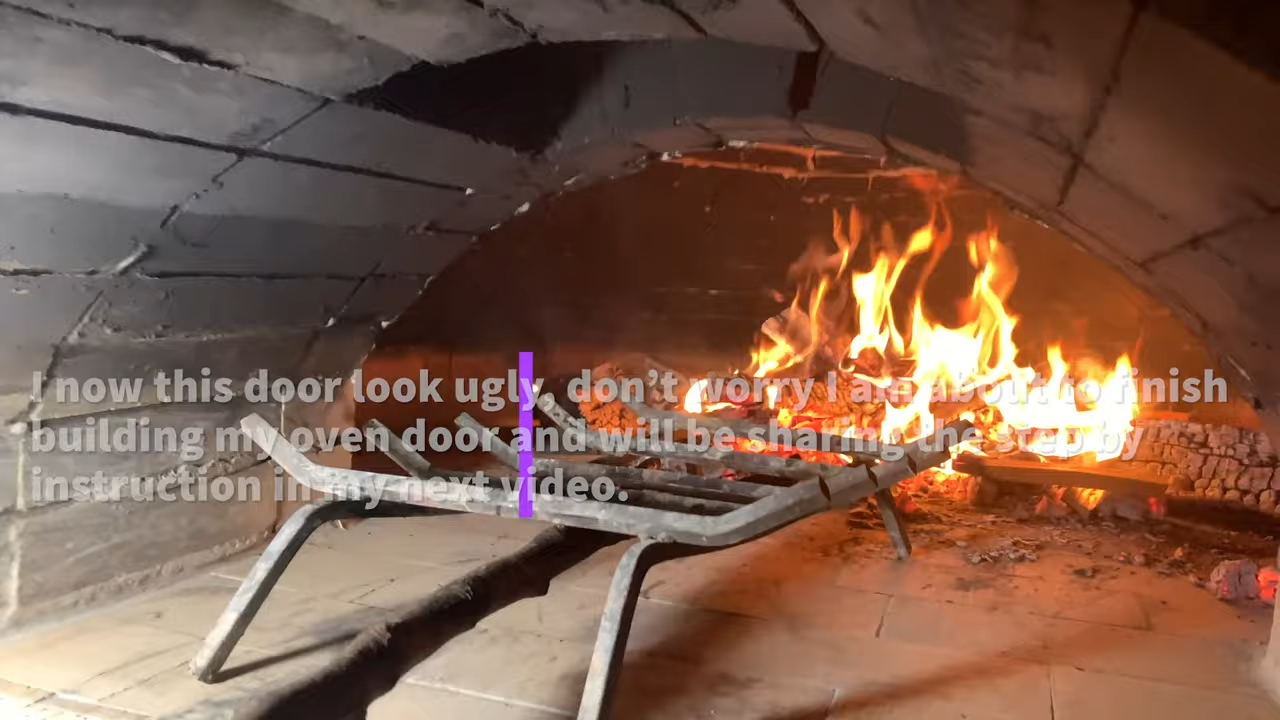 I now this door look ugly, don't worry I am about to finish
building my oven door and will be sharing the step by
instruction in my next video.